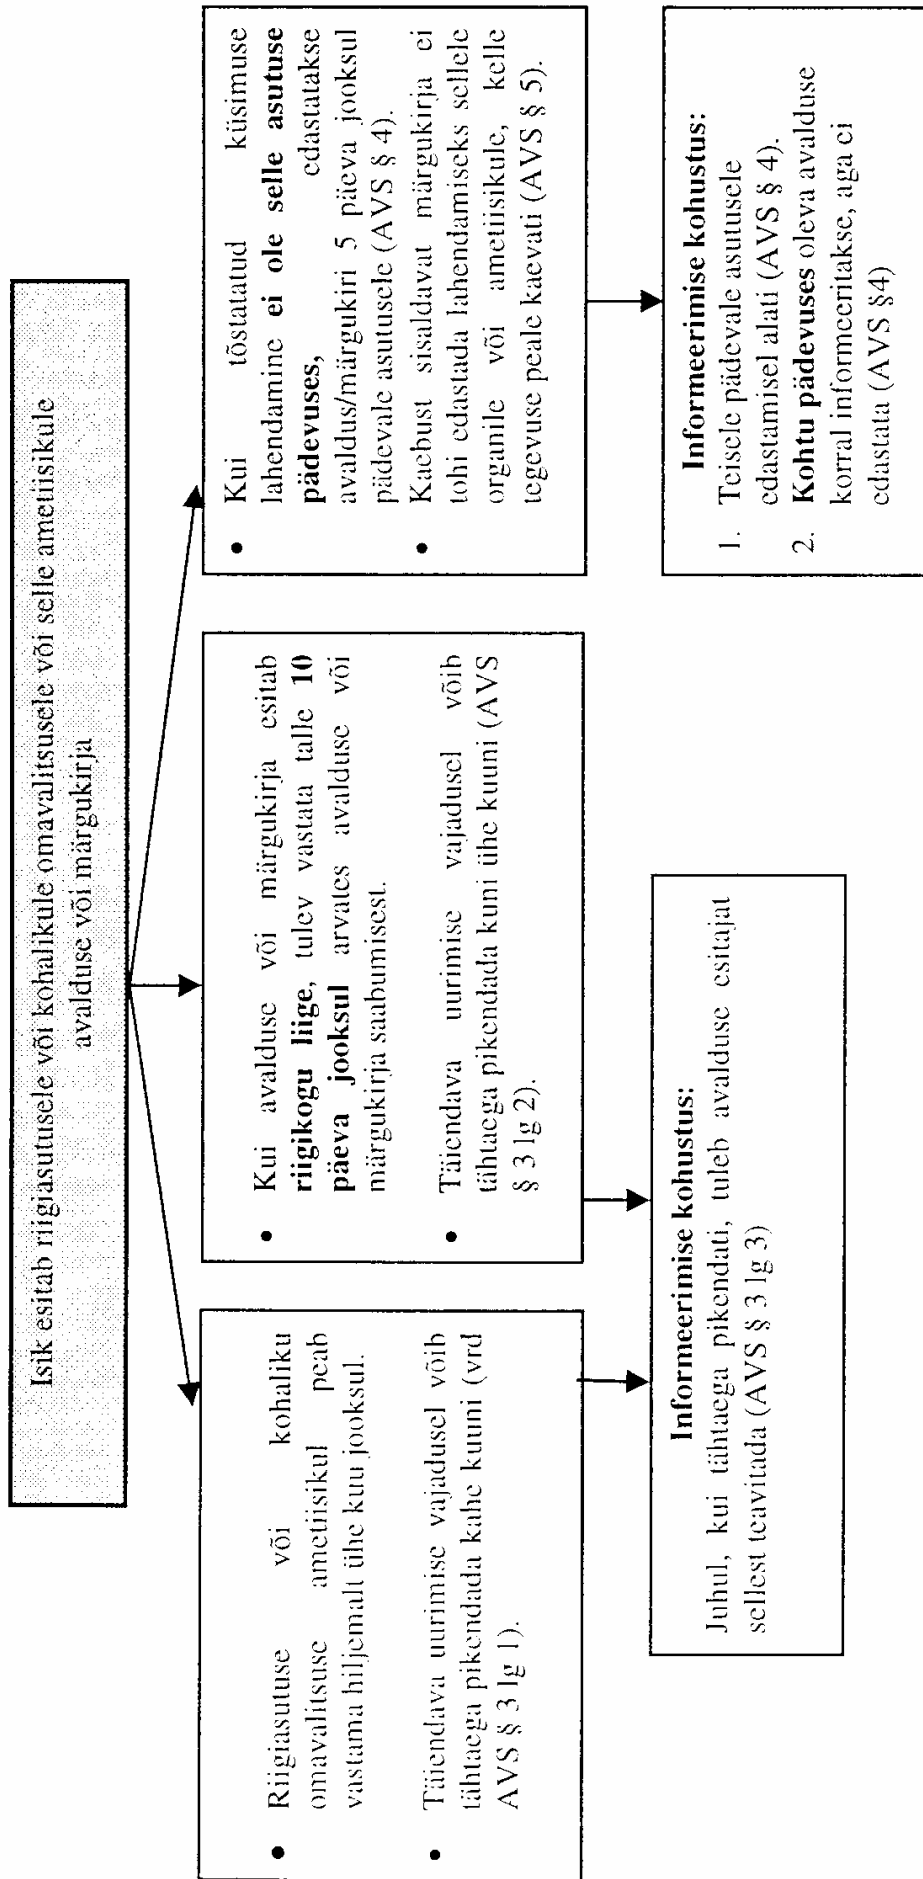 Isik esitab riigiasutusele või kohalikule omavalitsusele või selle ametiisikule
avalduse või märgukirja
• Riigiasutuse või kohaliku
omavalitsuse ametiisikul peab
vastama hiljemalt ühe kuu jooksul.
• Täiendava uurimise vajadusel võib
tähtaega pikendada kahe kuuni (vrd
AVS § 3 lg 1).
• Kui avalduse või märgukirja esitab
riigikogu liige, tulev vastata talle 10
päeva jooksul arvates avalduse või
märgukirja saabumisest.
• Täiendava uurimise vajadusel võib
tähtaega pikendada kuni ühe kuuni (AVS
§ 3 lg 2).
• Kui tõstatatud küsimuse
lahendamine ei ole selle asutuse
pädevuses, edastatakse
avaldus/märgukiri 5 päeva jooksul
pädevale asutusele (AVS § 4).
• Kaebust sisaldavat märgukirja ei
tohi edastada lahendamiseks sellele
organile või ametiisikule, kelle
tegevuse peale kaevati (AVS § 5).
Informeerimise kohustus:
Juhul, kui tähtaega pikendati, tuleb avalduse esitajat
sellest teavitada (AVS § 3 lg 3)
Informeerimise kohustus:
1. Teisele pädevale asutusele
edastamisel alati (AVS § 4).
2. Kohtu pädevuses oleva avalduse
korral informeeritakse, aga ei
edastata (AVS §4)